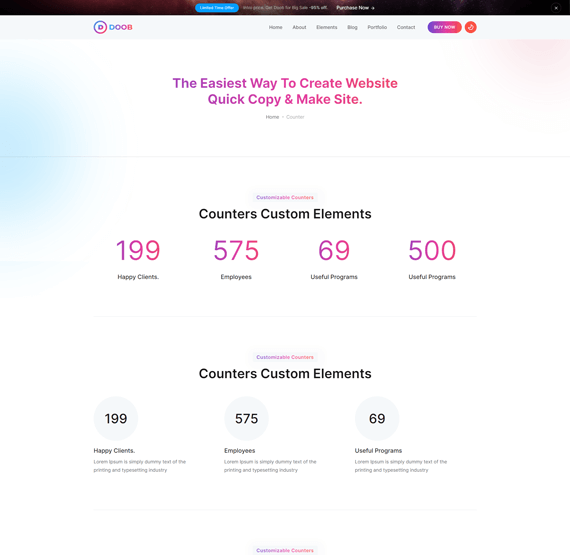 Limited Time Offer
Get Doob for Big Sale -95% off.
Purchase Now →
DOOB
Home
About
Elements
Blog
Portfolio
Contact
BUY NOW
The Easiest Way To Create Website
Quick Copy & Make Site.
Home
Counter
Customizable Counters
Counters Custom Elements
199
575
69
500
Happy Clients.
Employees
Useful Programs
Useful Programs
Customizable Counters
Counters Custom Elements
199
575
69
Happy Clients.
Employees
Useful Programs
Lorem Ipsum is simply dummy text of the
Lorem Ipsum is simply dummy text of the
Lorem Ipsum is simply dummy text of the
printing and typesetting industry
printing and typesetting industry
printing and typesetting industry
Customizable Counters